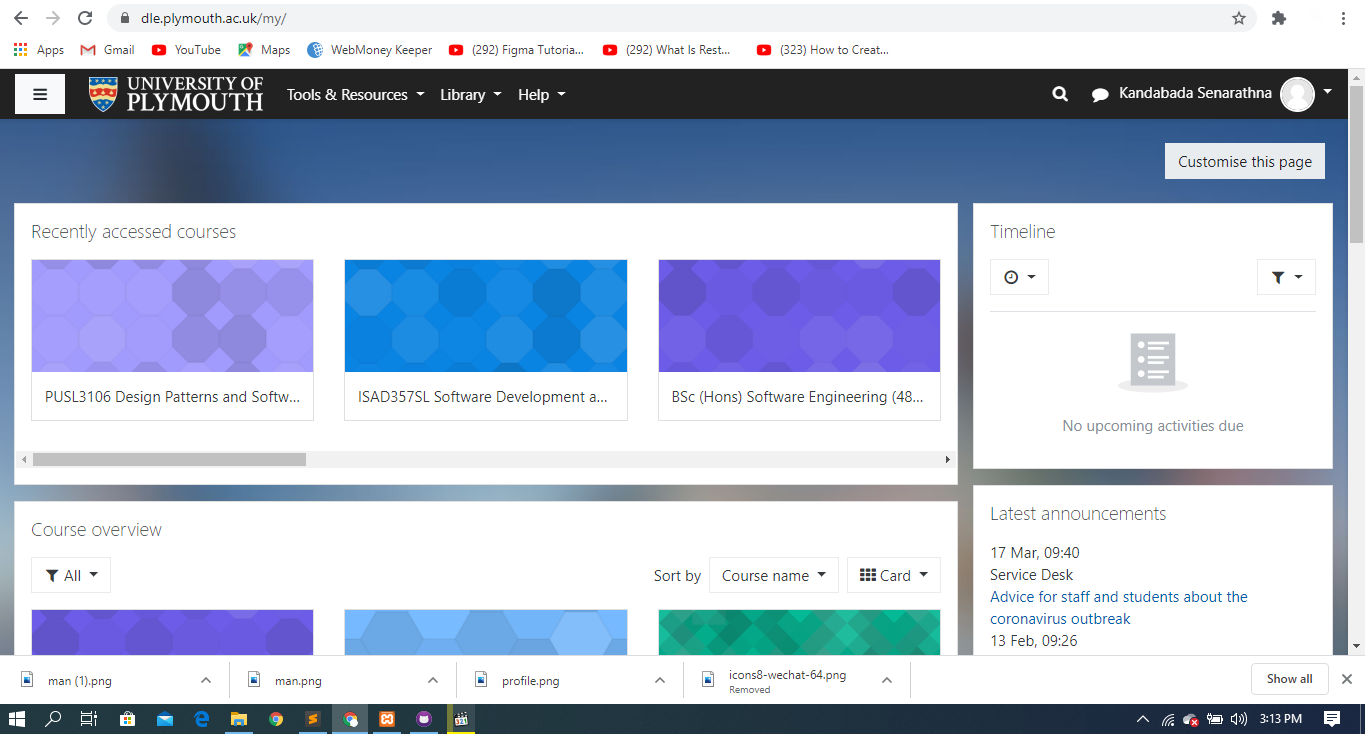 dle.plymouth.ac.uk/my/
Apps Gmail YouTube Maps WebMoney Keeper (292) Figma Tutoria... (292) What Is Rest... (323) How to Creat...
UNIVERSITY OF
PLYMOUTH
Tools & Resources Library Help Kandabada Senarathna
Customise this page
Recently accessed courses
PUSL3106 Design Patterns and Softw...
ISAD357SL Software Development a...
BSc (Hons) Software Engineering (48...
Timeline
No upcoming activities due
Course overview
All Sort by Course name Card
Latest announcements
17 Mar, 09:40
Service Desk
Advice for staff and students about the
coronavirus outbreak
13 Feb, 09:26
man (1).png man.png profile.png icons8-wechat-64.png Show all
Removed
3:13 PM